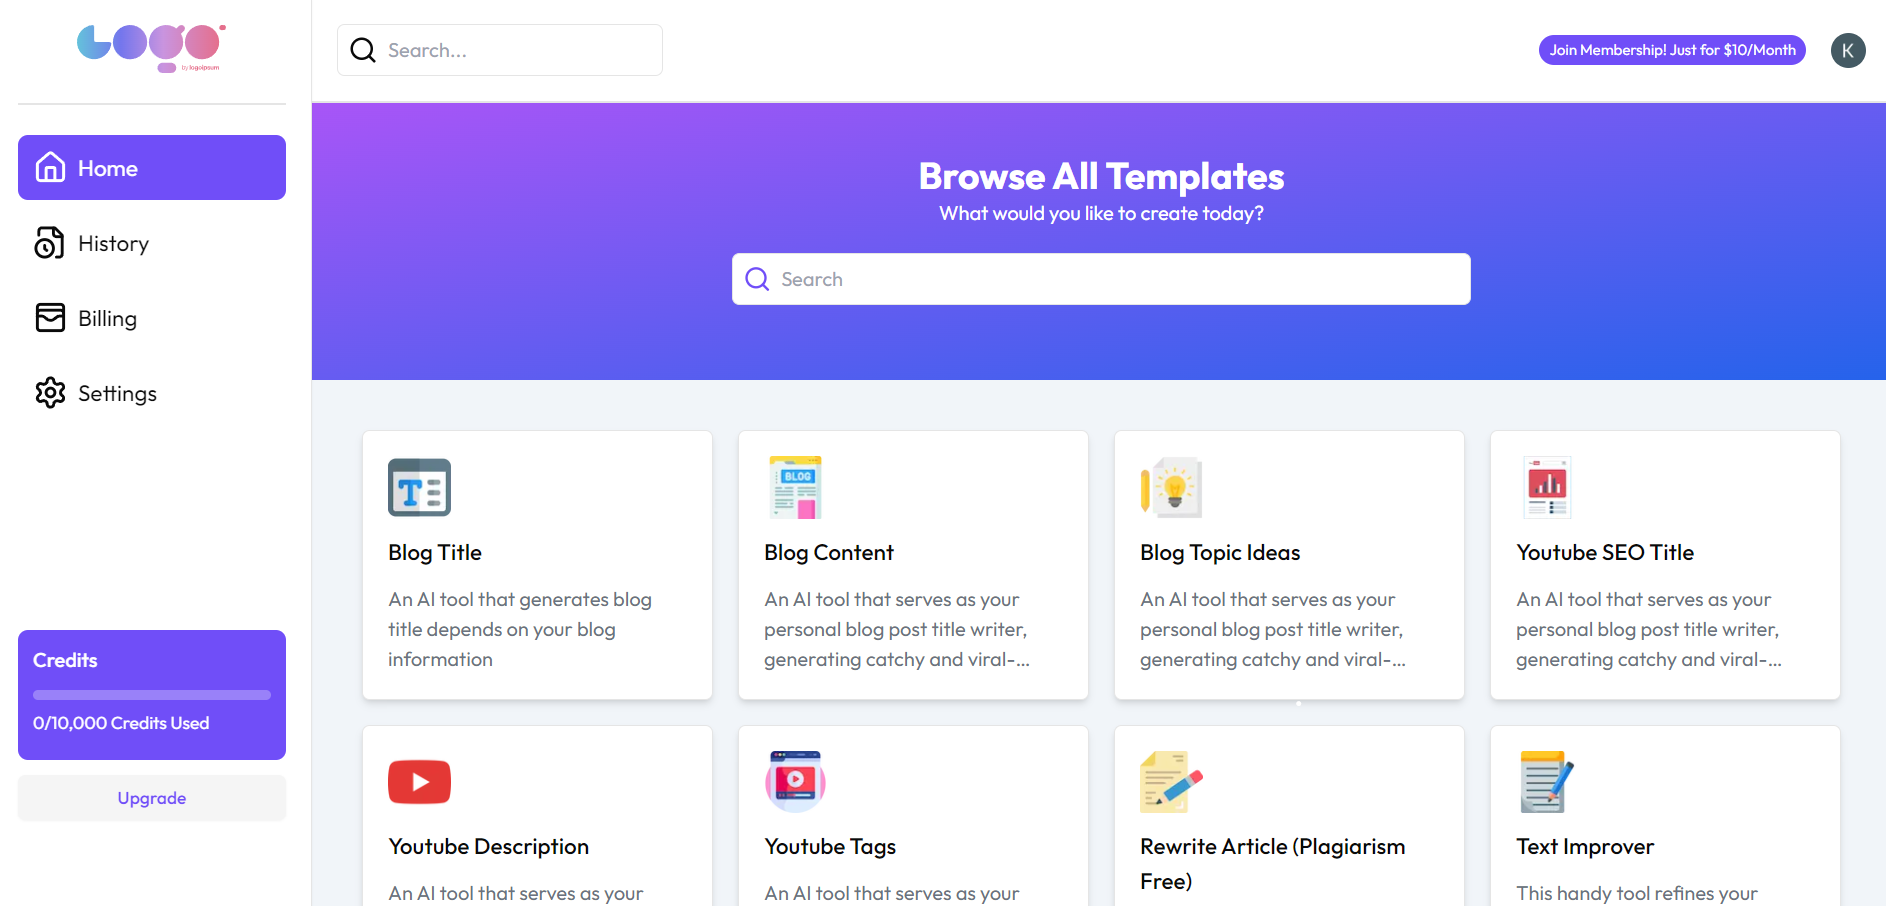 LOGO
by logoipsum
Search...
Join Membership! Just for $10/Month
K
Home
History
Billing
Settings
Credits
0/10,000 Credits Used
Upgrade
Browse All Templates
What would you like to create today?
Search
T
Blog Title
An AI tool that generates blog
title depends on your blog
information
BLOG
Blog Content
An AI tool that serves as your
personal blog post title writer,
generating catchy and viral-...
Blog Topic Ideas
An AI tool that serves as your
personal blog post title writer,
generating catchy and viral-...
Youtube SEO Title
An AI tool that serves as your
personal blog post title writer,
generating catchy and viral-...
Youtube Description
An AI tool that serves as your
Youtube Tags
An AI tool that serves as your
Rewrite Article (Plagiarism
Free)
Text Improver
This handy tool refines your